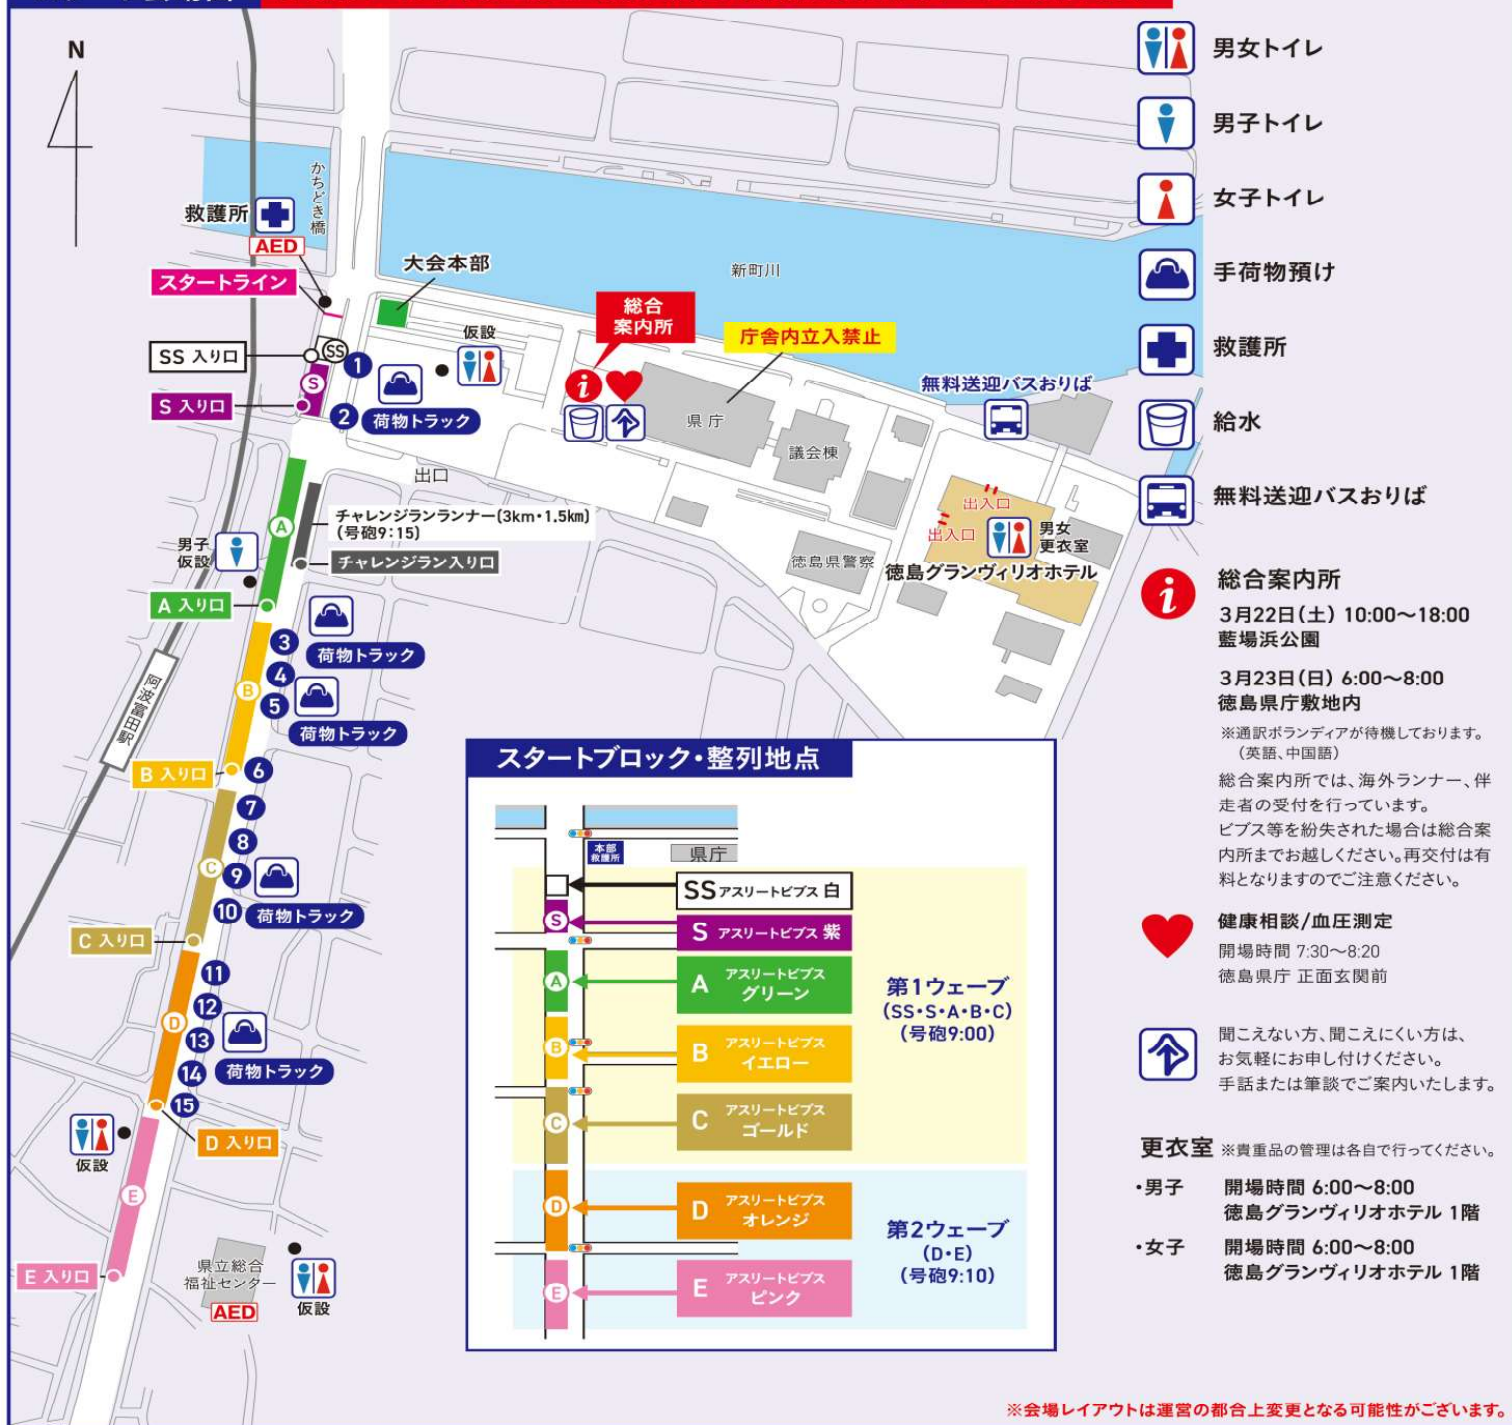 N
かちどき橋
救護所
AED
スタートライン
大会本部
新町川
総合
案内所
仮設
庁舎内立入禁止
SS 入り口
SS
1
S
S 入り口
2
荷物トラック
県庁
議会棟
無料送迎バスおりば
出口
チャレンジランランナー(3km・1.5km)
(号砲9:15)
チャレンジラン入り口
A
男子
仮設
A 入り口
出入口
出入口
男女
更衣室
徳島県警察
徳島グランヴィリオホテル
3
荷物トラック
4
B
5
荷物トラック
阿波富田駅
B 入り口
6
7
8
C
9
10
荷物トラック
C 入り口
11
12
D
13
14
荷物トラック
15
D 入り口
仮設
E
E 入り口
県立総合
福祉センター
AED
仮設
スタートブロック・整列地点
本部
救護所
県庁
SS アスリートビブス 白
S
S アスリートビブス 紫
A
A アスリートビブス
グリーン
B
B アスリートビブス
イエロー
C
C アスリートビブス
ゴールド
第1ウェーブ
(SS・S・A・B・C)
(号砲9:00)
D
D アスリートビブス
オレンジ
E
E アスリートビブス
ピンク
第2ウェーブ
(D・E)
(号砲9:10)
男女トイレ
男子トイレ
女子トイレ
手荷物預け
救護所
給水
無料送迎バスおりば
i
総合案内所
3月22日(土) 10:00～18:00
藍場浜公園
3月23日(日) 6:00～8:00
徳島県庁敷地内
※通訳ボランディアが待機しております。
(英語、中国語)
総合案内所では、海外ランナー、伴
走者の受付を行っています。
ビブス等を紛失された場合は総合案
内所までお越しください。再交付は有
料となりますのでご注意ください。
健康相談/血圧測定
開場時間 7:30～8:20
徳島県庁 正面玄関前
聞こえない方、聞こえにくい方は、
お気軽にお申し付けください。
手話または筆談でご案内いたします。
更衣室 ※貴重品の管理は各自で行ってください。
・男子 開場時間 6:00～8:00
徳島グランヴィリオホテル 1階
・女子 開場時間 6:00～8:00
徳島グランヴィリオホテル 1階
※会場レイアウトは運営の都合上変更となる可能性がございます。